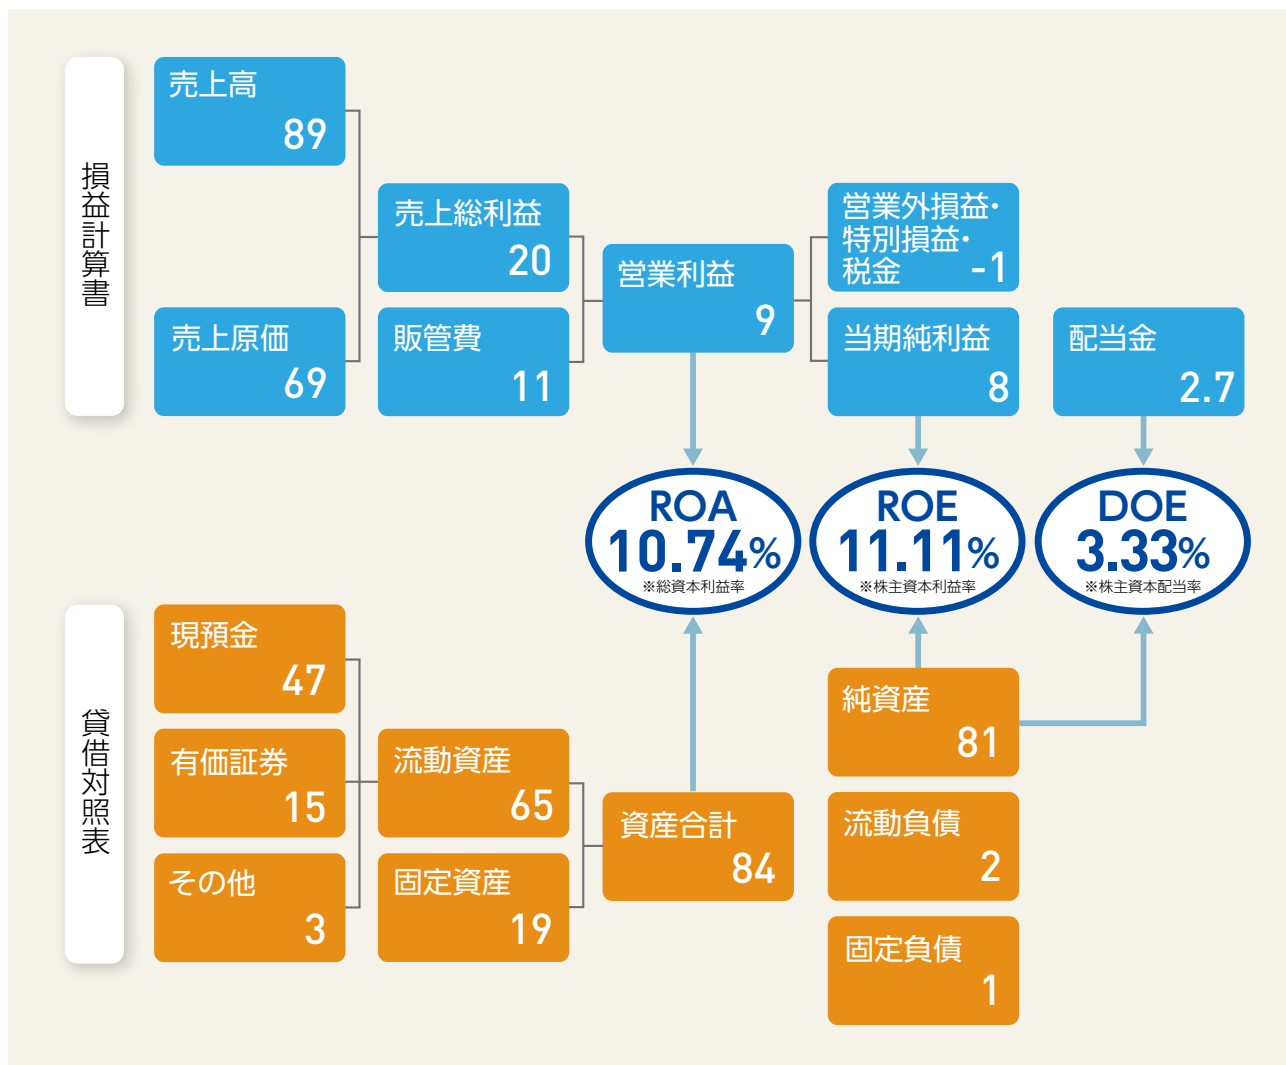 損益計算書
売上高
89
売上原価
69
売上総利益
20
販管費
11
営業利益
9
営業外損益・
特別損益・
税金 -1
当期純利益
8
配当金
2.7
ROA
10.74%
※総資本利益率
ROE
11.11%
※株主資本利益率
DOE
3.33%
※株主資本配当率
貸借対照表
現預金
47
有価証券
15
その他
3
流動資産
65
固定資産
19
資産合計
84
純資産
81
流動負債
2
固定負債
1